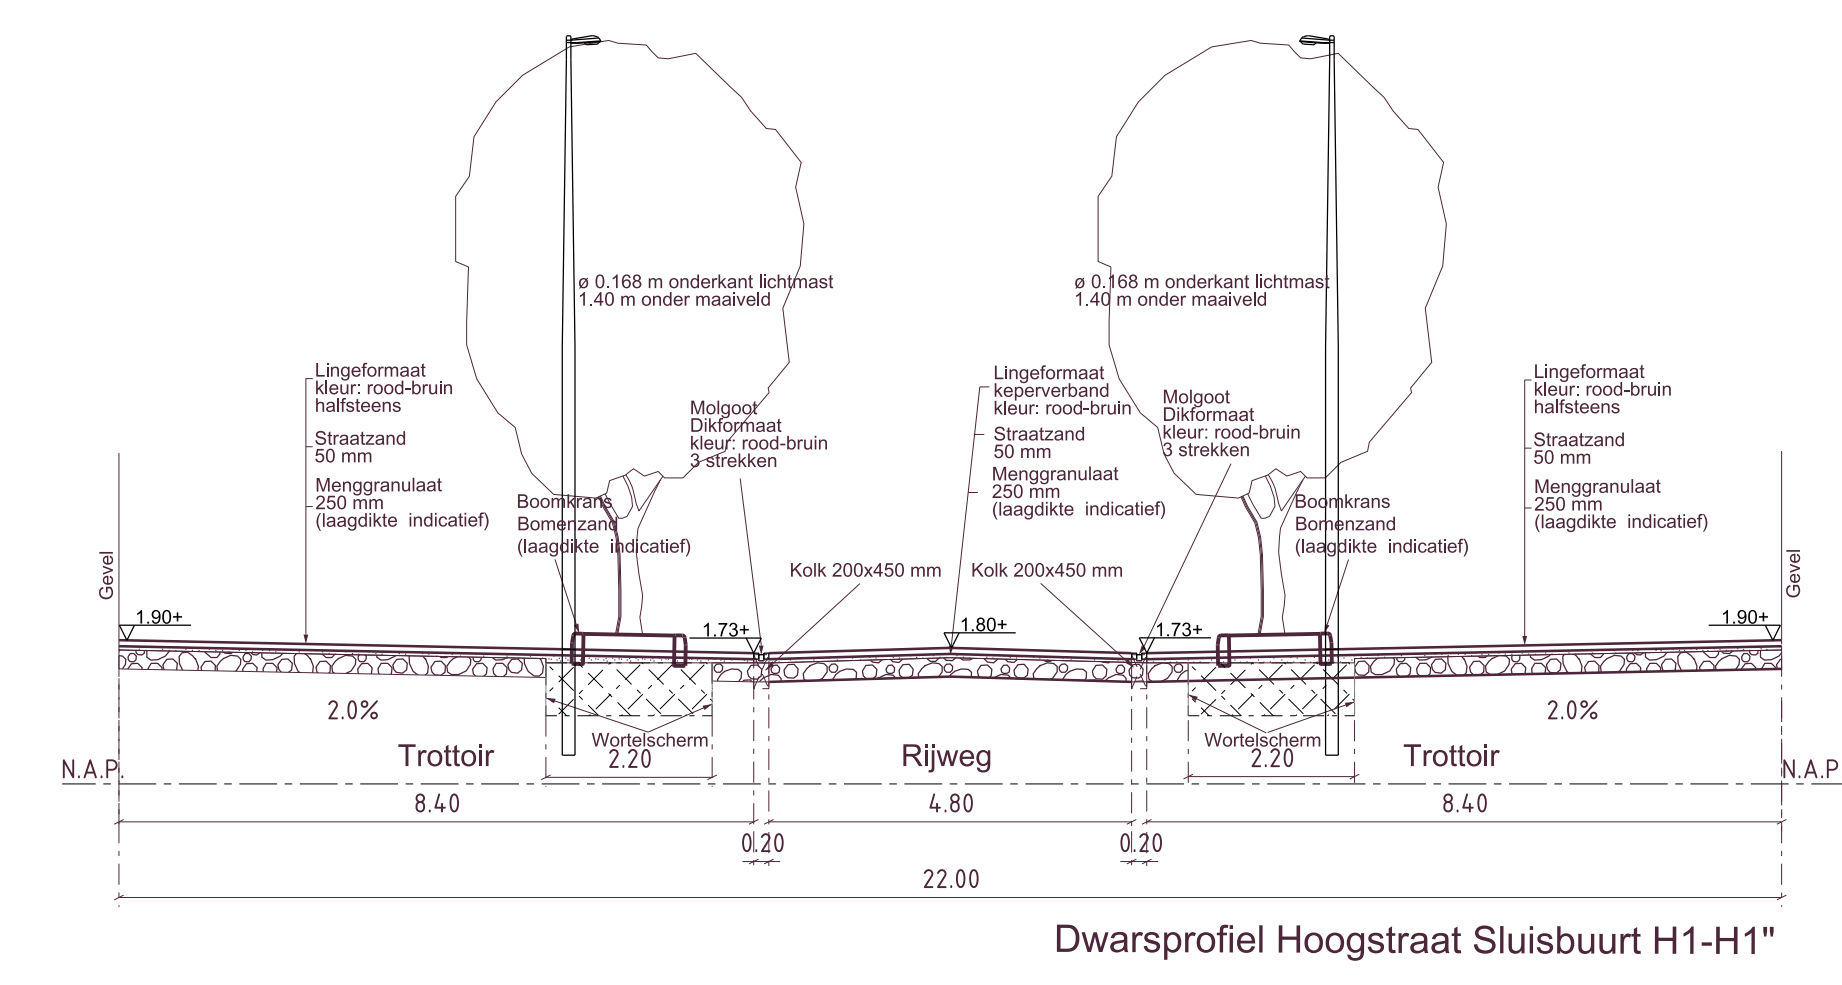 ø 0.168 m onderkant lichtmast
1.40 m onder maaiveld
ø 0.168 m onderkant lichtmast
1.40 m onder maaiveld
Lingeformaat
kleur: rood-bruin
halfsteens
Straatzand
50 mm
Menggranulaat
250 mm
(laagdikte indicatief)
Boomkrans
Bomenzand
(laagdikte indicatief)
Molgoot
Dikformaat
kleur: rood-bruin
3 strekken
Lingeformaat
keperverband
kleur: rood-bruin
Straatzand
50 mm
Menggranulaat
250 mm
(laagdikte indicatief)
Molgoot
Dikformaat
kleur: rood-bruin
3 strekken
Boomkrans
Bomenzand
(laagdikte indicatief)
Lingeformaat
kleur: rood-bruin
halfsteens
Straatzand
50 mm
Menggranulaat
250 mm
(laagdikte indicatief)
Kolk 200x450 mm
Kolk 200x450 mm
Gevel
Gevel
1.90+
1.73+
1.80+
1.73+
1.90+
2.0%
2.0%
Wortelscherm
2.20
Wortelscherm
2.20
Trottoir
Rijweg
Trottoir
N.A.P.
N.A.P
8.40
4.80
8.40
0.20
0.20
22.00
Dwarsprofiel Hoogstraat Sluisbuurt H1-H1"